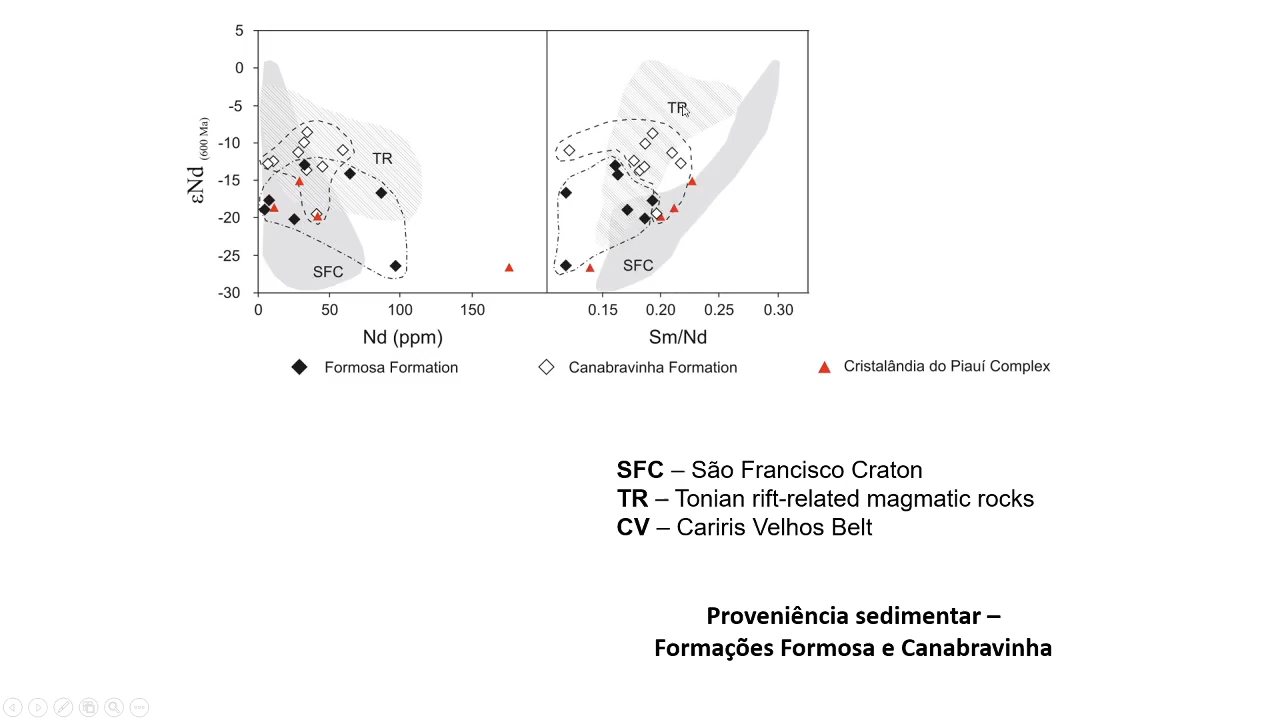 5
0
-5
-10
-15
-20
-25
-30
εNd (600 Ma)
TR
SFC
TR
SFC
0 50 100 150 0.15 0.20 0.25 0.30
Nd (ppm) Sm/Nd
Formosa Formation Canabravinha Formation Cristalândia do Piauí Complex
SFC – São Francisco Craton
TR – Tonian rift-related magmatic rocks
CV – Cariris Velhos Belt
Proveniência sedimentar –
Formações Formosa e Canabravinha